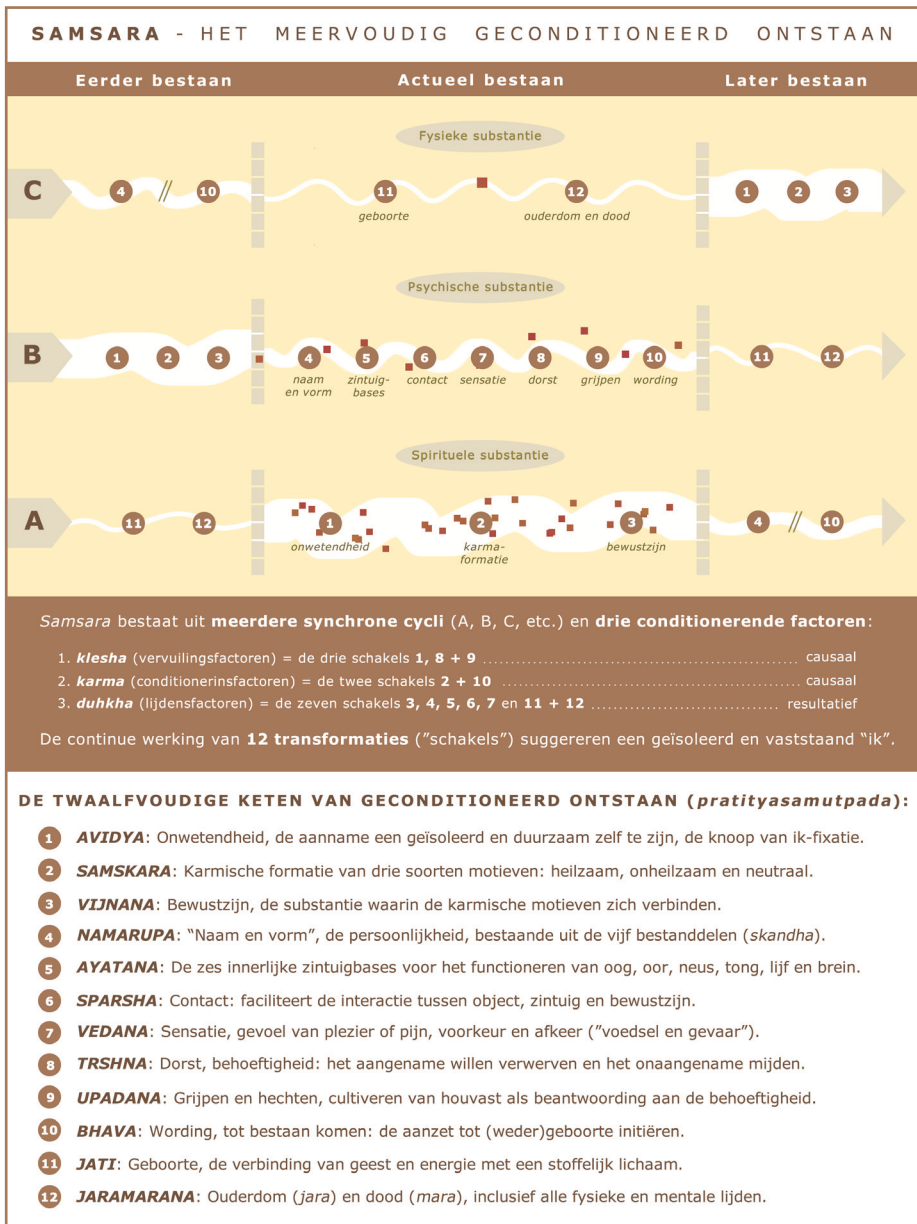 SAMSARA - HET MEERVOUDIG GECONDITIONEERD ONTSTAAN
Eerder bestaan Actueel bestaan Later bestaan
Fysieke substantie
C 4 // 10 11 12 1 2 3
geboorte ouderdom en dood
Psychische substantie
B 1 2 3 4 5 6 7 8 9 10 11 12
naam zintuig- contact sensatie dorst grijpen wording
en vorm bases
Spirituele substantie
A 11 12 1 2 3 4 // 10
onwetendheid karma- bewustzijn
formatie
Samsara bestaat uit meerdere synchrone cycli (A, B, C, etc.) en drie conditionerende factoren:
1. klesha (vervuilingsfactoren) = de drie schakels 1, 8 + 9 ........ causaal
2. karma (conditionerinsfactoren) = de twee schakels 2 + 10 ........ causaal
3. duhkha (lijdensfactoren) = de zeven schakels 3, 4, 5, 6, 7 en 11 + 12 ........ resultatief
De continue werking van 12 transformaties ("schakels") suggereren een geïsoleerd en vaststaand "ik".
DE TWAALFVOUDIGE KETEN VAN GECONDITIONEERD ONTSTAAN (pratityasamutpada):
1 AVIDYA: Onwetendheid, de aanname een geïsoleerd en duurzaam zelf te zijn, de knoop van ik-fixatie.
2 SAMSKARA: Karmische formatie van drie soorten motieven: heilzaam, onheilzaam en neutraal.
3 VIJNANA: Bewustzijn, de substantie waarin de karmische motieven zich verbinden.
4 NAMARUPA: "Naam en vorm", de persoonlijkheid, bestaande uit de vijf bestanddelen (skandha).
5 AYATANA: De zes innerlijke zintuigbases voor het functioneren van oog, oor, neus, tong, lijf en brein.
6 SPARSHA: Contact: faciliteert de interactie tussen object, zintuig en bewustzijn.
7 VEDANA: Sensatie, gevoel van plezier of pijn, voorkeur en afkeer ("voedsel en gevaar").
8 TRSHNA: Dorst, behoeftigheid: het aangename willen verwerven en het onaangename mijden.
9 UPADANA: Grijpen en hechten, cultiveren van houvast als beantwoording aan de behoeftigheid.
10 BHAVA: Wording, tot bestaan komen: de aanzet tot (weder)geboorte initiëren.
11 JATI: Geboorte, de verbinding van geest en energie met een stoffelijk lichaam.
12 JARAMARANA: Ouderdom (jara) en dood (mara), inclusief alle fysieke en mentale lijden.